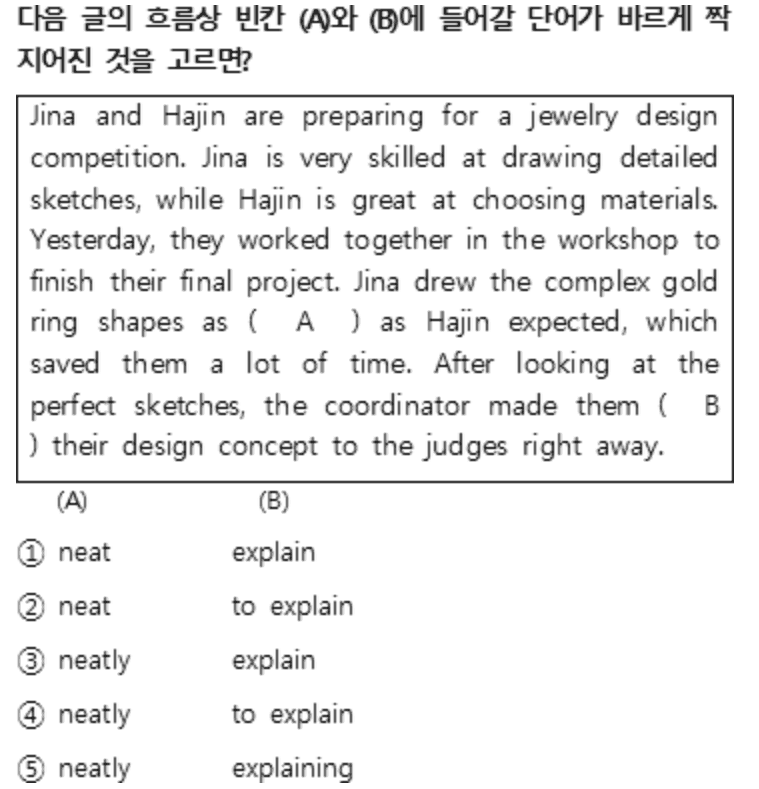 다음 글의 흐름상 빈칸 (A)와 (B)에 들어갈 단어가 바르게 짝
지어진 것을 고르면?
Jina and Hajin are preparing for a jewelry design
competition. Jina is very skilled at drawing detailed
sketches, while Hajin is great at choosing materials.
Yesterday, they worked together in the workshop to
finish their final project. Jina drew the complex gold
ring shapes as ( A ) as Hajin expected, which
saved them a lot of time. After looking at the
perfect sketches, the coordinator made them ( B
) their design concept to the judges right away.
(A) (B)
① neat explain
② neat to explain
③ neatly explain
④ neatly to explain
⑤ neatly explaining